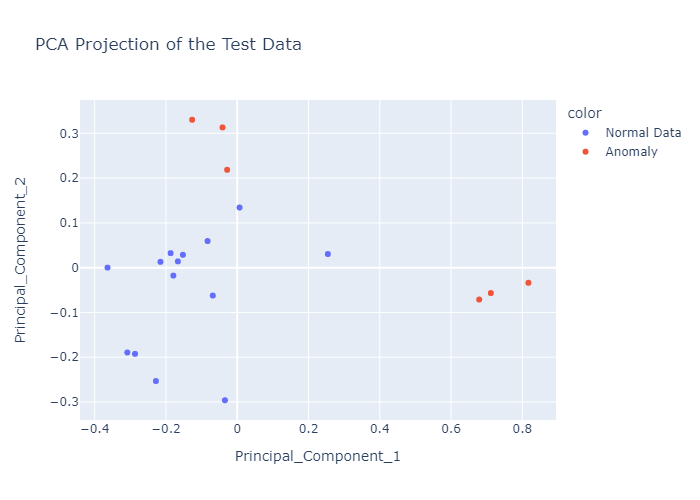 PCA Projection of the Test Data
color
Normal Data
Anomaly
Principal_Component_2
0.3
0.2
0.1
0
−0.1
−0.2
−0.3
−0.4
−0.2
0
0.2
0.4
0.6
0.8
Principal_Component_1